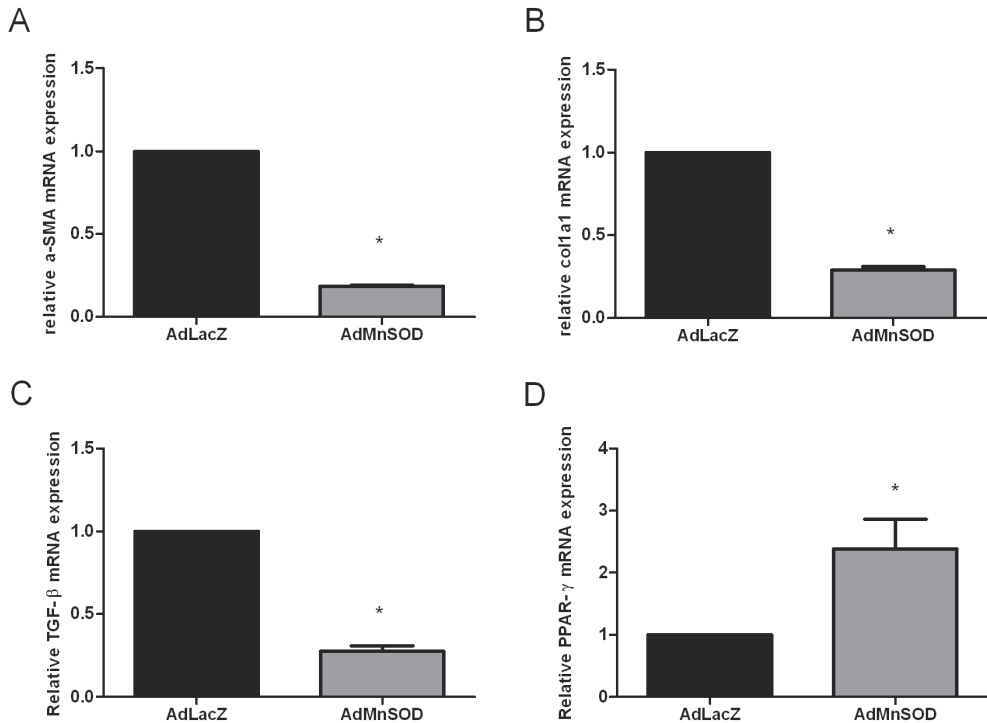 A
relative a-SMA mRNA expression
1.5
1.0
0.5
0.0
*
AdLacZ AdMnSOD
B
relative col1a1 mRNA expression
1.5
1.0
0.5
0.0
*
AdLacZ AdMnSOD
C
Relative TGF-β mRNA expression
1.5
1.0
0.5
0.0
*
AdLacZ AdMnSOD
D
Relative PPAR-γ mRNA expression
4
3
2
1
0
*
AdLacZ AdMnSOD